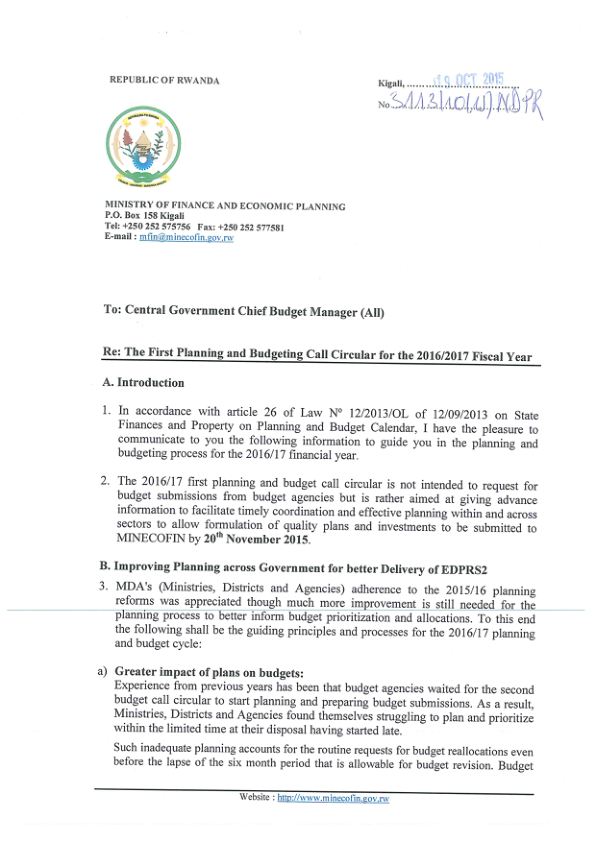 REPUBLIC OF RWANDA
Kigali, 19 OCT 2015
No 3113/10/
MINISTRY OF FINANCE AND ECONOMIC PLANNING
P.O. Box 158 Kigali
Tel: +250 252 575756 Fax: +250 252 577581
E-mail : mfin@minecofin.gov.rw
To: Central Government Chief Budget Manager (All)
Re: The First Planning and Budgeting Call Circular for the 2016/2017 Fiscal Year
A. Introduction
1. In accordance with article 26 of Law Nº 12/2013/OL of 12/09/2013 on State
Finances and Property on Planning and Budget Calendar, I have the pleasure to
communicate to you the following information to guide you in the planning and
budgeting process for the 2016/17 financial year.
2. The 2016/17 first planning and budget call circular is not intended to request for
budget submissions from budget agencies but is rather aimed at giving advance
information to facilitate timely coordination and effective planning within and across
sectors to allow formulation of quality plans and investments to be submitted to
MINECOFIN by 20th November 2015.
B. Improving Planning across Government for better Delivery of EDPRS2
3. MDA's (Ministries, Districts and Agencies) adherence to the 2015/16 planning
reforms was appreciated though much more improvement is still needed for the
planning process to better inform budget prioritization and allocations. To this end
the following shall be the guiding principles and processes for the 2016/17 planning
and budget cycle:
a) Greater impact of plans on budgets:
Experience from previous years has been that budget agencies waited for the second
budget call circular to start planning and preparing budget submissions. As a result,
Ministries, Districts and Agencies found themselves struggling to plan and prioritize
within the limited time at their disposal having started late.
Such inadequate planning accounts for the routine requests for budget reallocations even
before the lapse of the six month period that is allowable for budget revision. Budget
Website : http://www.minecofin.gov.rw